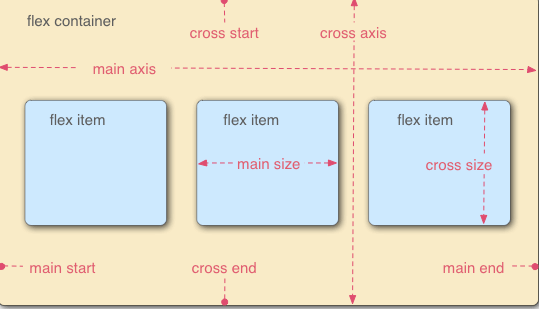 flex container
cross start
cross axis
main axis
flex item
flex item
flex item
main size
cross size
main start
cross end
main end